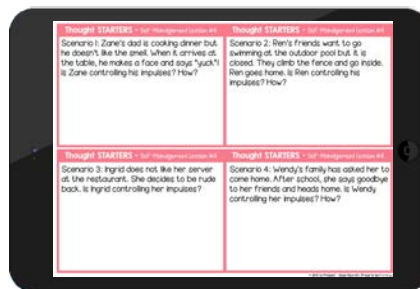 Thought STARTERS - Self-Management Lesson #4
Scenario 1: Zane's dad is cooking dinner but
he doesn't like the smell. When it arrives at
the table, he makes a face and says "yuck"!
Is Zane controlling his impulses? How?
Thought STARTERS - Self-Management Lesson #4
Scenario 2: Ren's friends want to go
swimming at the outdoor pool but it is
closed. They climb the fence and go inside.
Ren goes home. Is Ren controlling his
impulses? How?
Thought STARTERS - Self-Management Lesson #4
Scenario 3: Ingrid does not like her server
at the restaurant. She decides to be rude
back. Is Ingrid controlling her impulses?
Thought STARTERS - Self-Management Lesson #4
Scenario 4: Wendy's family has asked her to
come home. After school, she says goodbye
to her friends and heads home. Is Wendy
controlling her impulses? How?